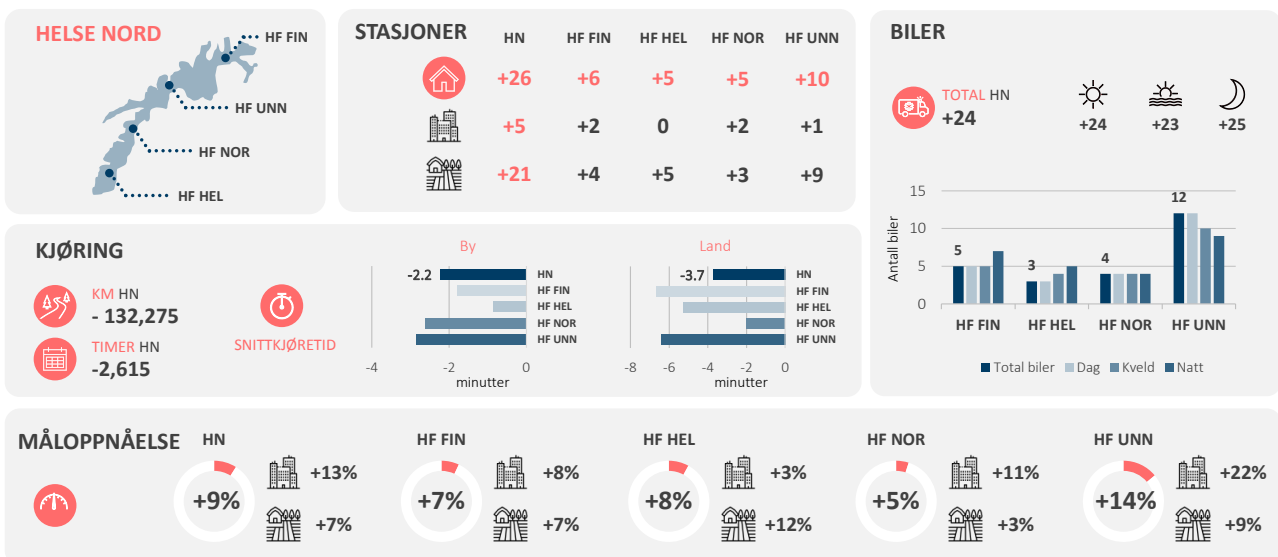 HELSE NORD
HF FIN
HF UNN
HF NOR
HF HEL
STASJONER
HN HF FIN HF HEL HF NOR HF UNN
+26 +6 +5 +5 +10
+5 +2 0 +2 +1
+21 +4 +5 +3 +9
BILER
TOTAL HN
+24
+24 +23 +25
15
10
5
0
Antall biler
5 3 4 12
HF FIN HF HEL HF NOR HF UNN
Total biler Dag Kveld Natt
KJØRING
KM HN
- 132,275
TIMER HN
-2,615
SNITTKJØRETID
By
-2.2
HN
HF FIN
HF HEL
HF NOR
HF UNN
-4 -2 0
minutter
Land
-3.7
HN
HF FIN
HF HEL
HF NOR
HF UNN
-8 -6 -4 -2 0
minutter
MÅLOPPNÅELSE
HN
+9%
+13%
+7%
HF FIN
+7%
+8%
+7%
HF HEL
+8%
+3%
+12%
HF NOR
+5%
+11%
+3%
HF UNN
+14%
+22%
+9%